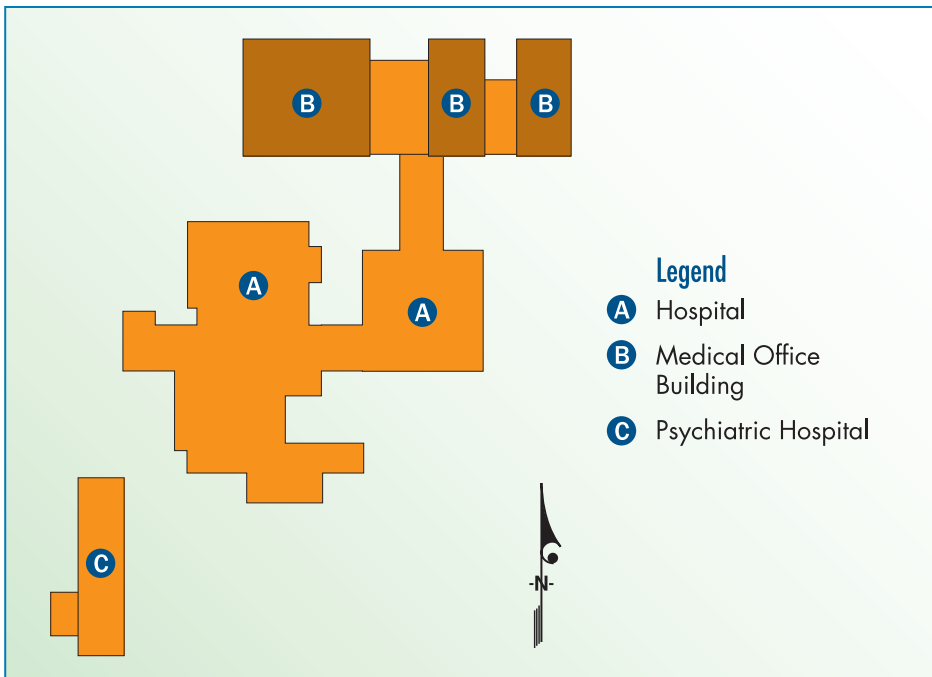 B B B
A
A
Legend
A Hospital
B Medical Office
Building
C Psychiatric Hospital
C
-N-